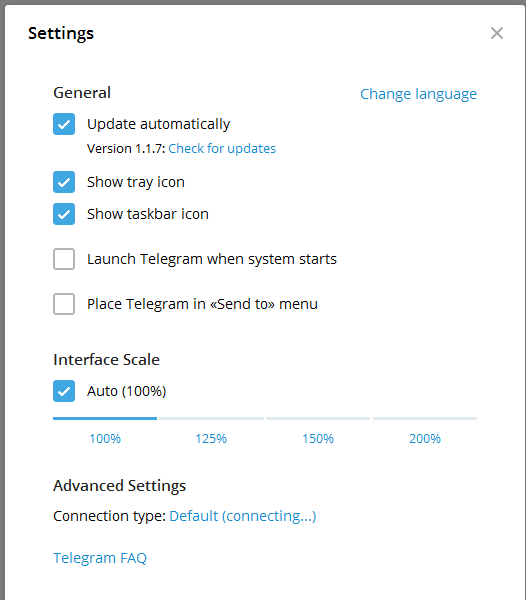 Settings
General
Change language
Update automatically
Version 1.1.7: Check for updates
Show tray icon
Show taskbar icon
Launch Telegram when system starts
Place Telegram in «Send to» menu
Interface Scale
Auto (100%)
100% 125% 150% 200%
Advanced Settings
Connection type: Default (connecting...)
Telegram FAQ